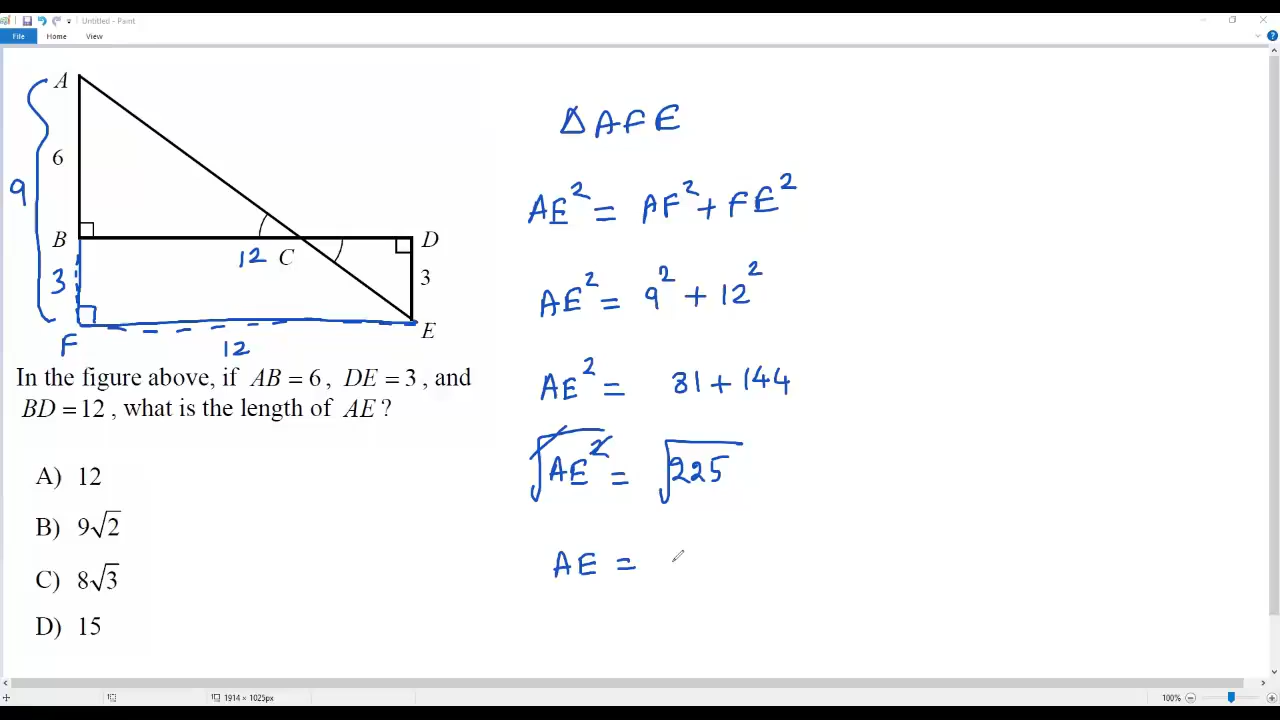 Untitled - Paint
File Home View
A
6
9
B
12 C
D
3
3
F
12
E
In the figure above, if AB = 6, DE = 3, and
BD = 12, what is the length of AE?
A) 12
B) 9√2
C) 8√3
D) 15
Δ AFE
AE² = AF² + FE²
AE² = 9² + 12²
AE² = 81 + 144
√AE² = √225
AE =
1914 × 1025px
100%